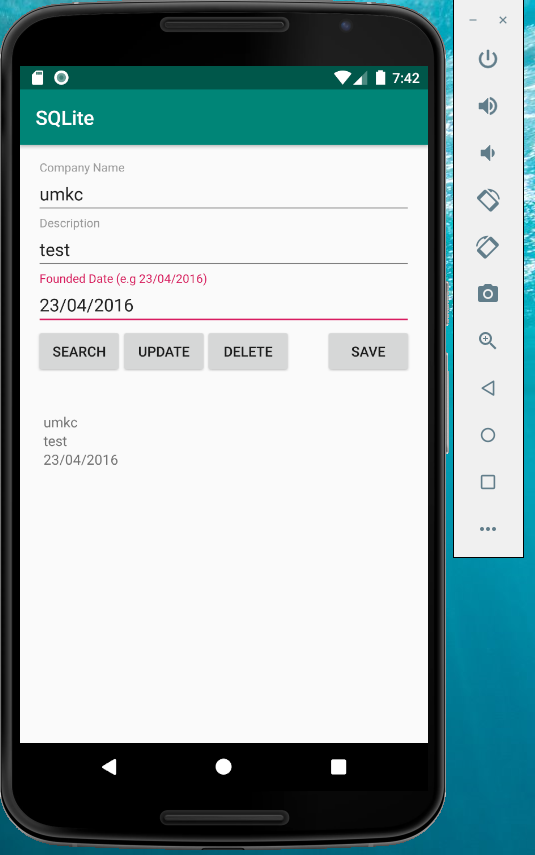 7:42
SQLite
Company Name
umkc
Description
test
Founded Date (e.g 23/04/2016)
23/04/2016
SEARCH UPDATE DELETE SAVE
umkc
test
23/04/2016